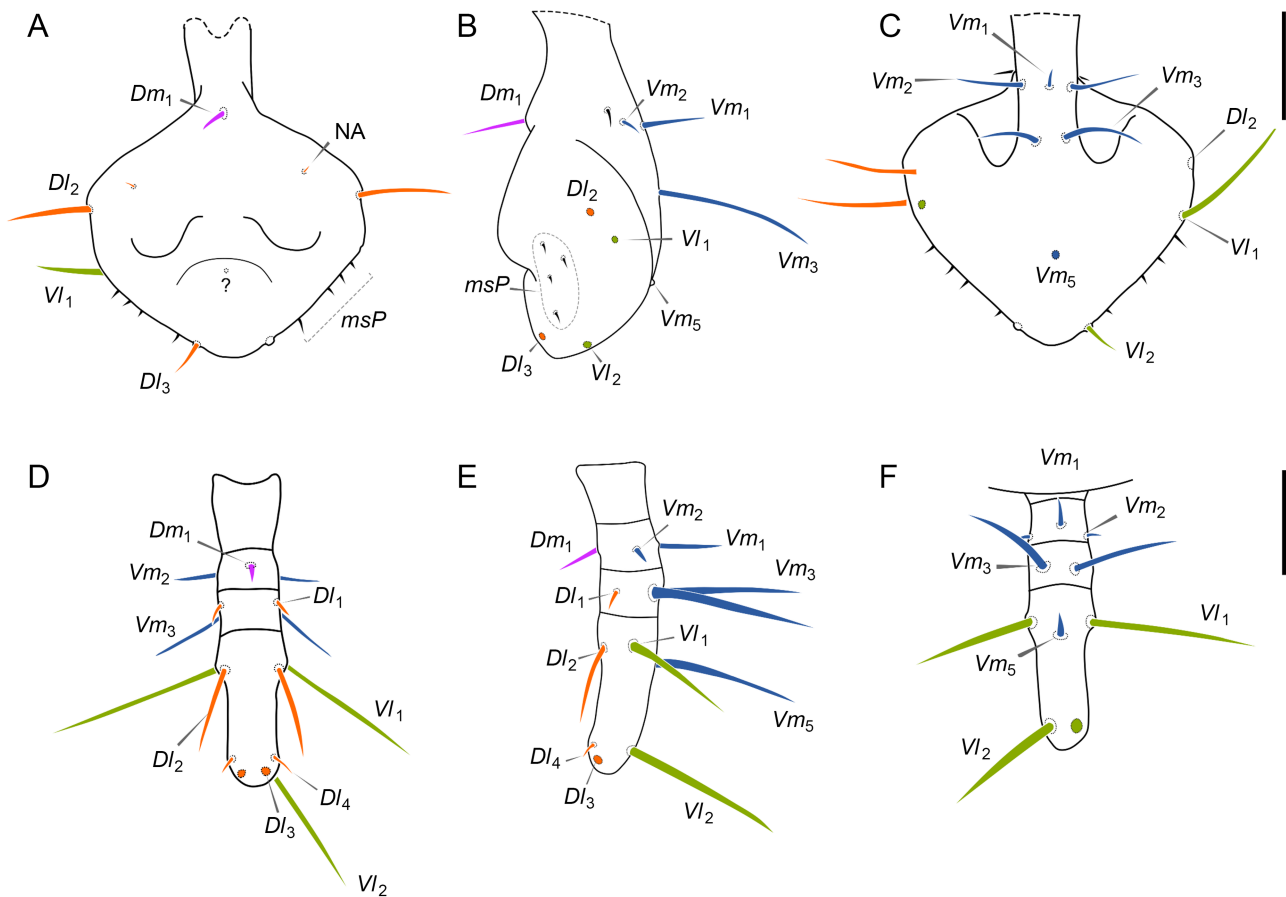 A
Dm1
NA
Dl2
Vl1
?
msP
Dl3
B
Dm1
Vm2
Vm1
Dl2
Vl1
Vm3
msP
Vm5
Dl3
Vl2
C
Vm1
Vm2
Vm3
Dl2
Vl1
Vm5
Vl2
D
Dm1
Vm2
Dl1
Vm3
Vl1
Dl2
Dl4
Dl3
Vl2
E
Vm2
Dm1
Vm1
Vm3
Dl1
Vl1
Dl2
Vm5
Dl4
Dl3
Vl2
F
Vm1
Vm2
Vm3
Vl1
Vm5
Vl2